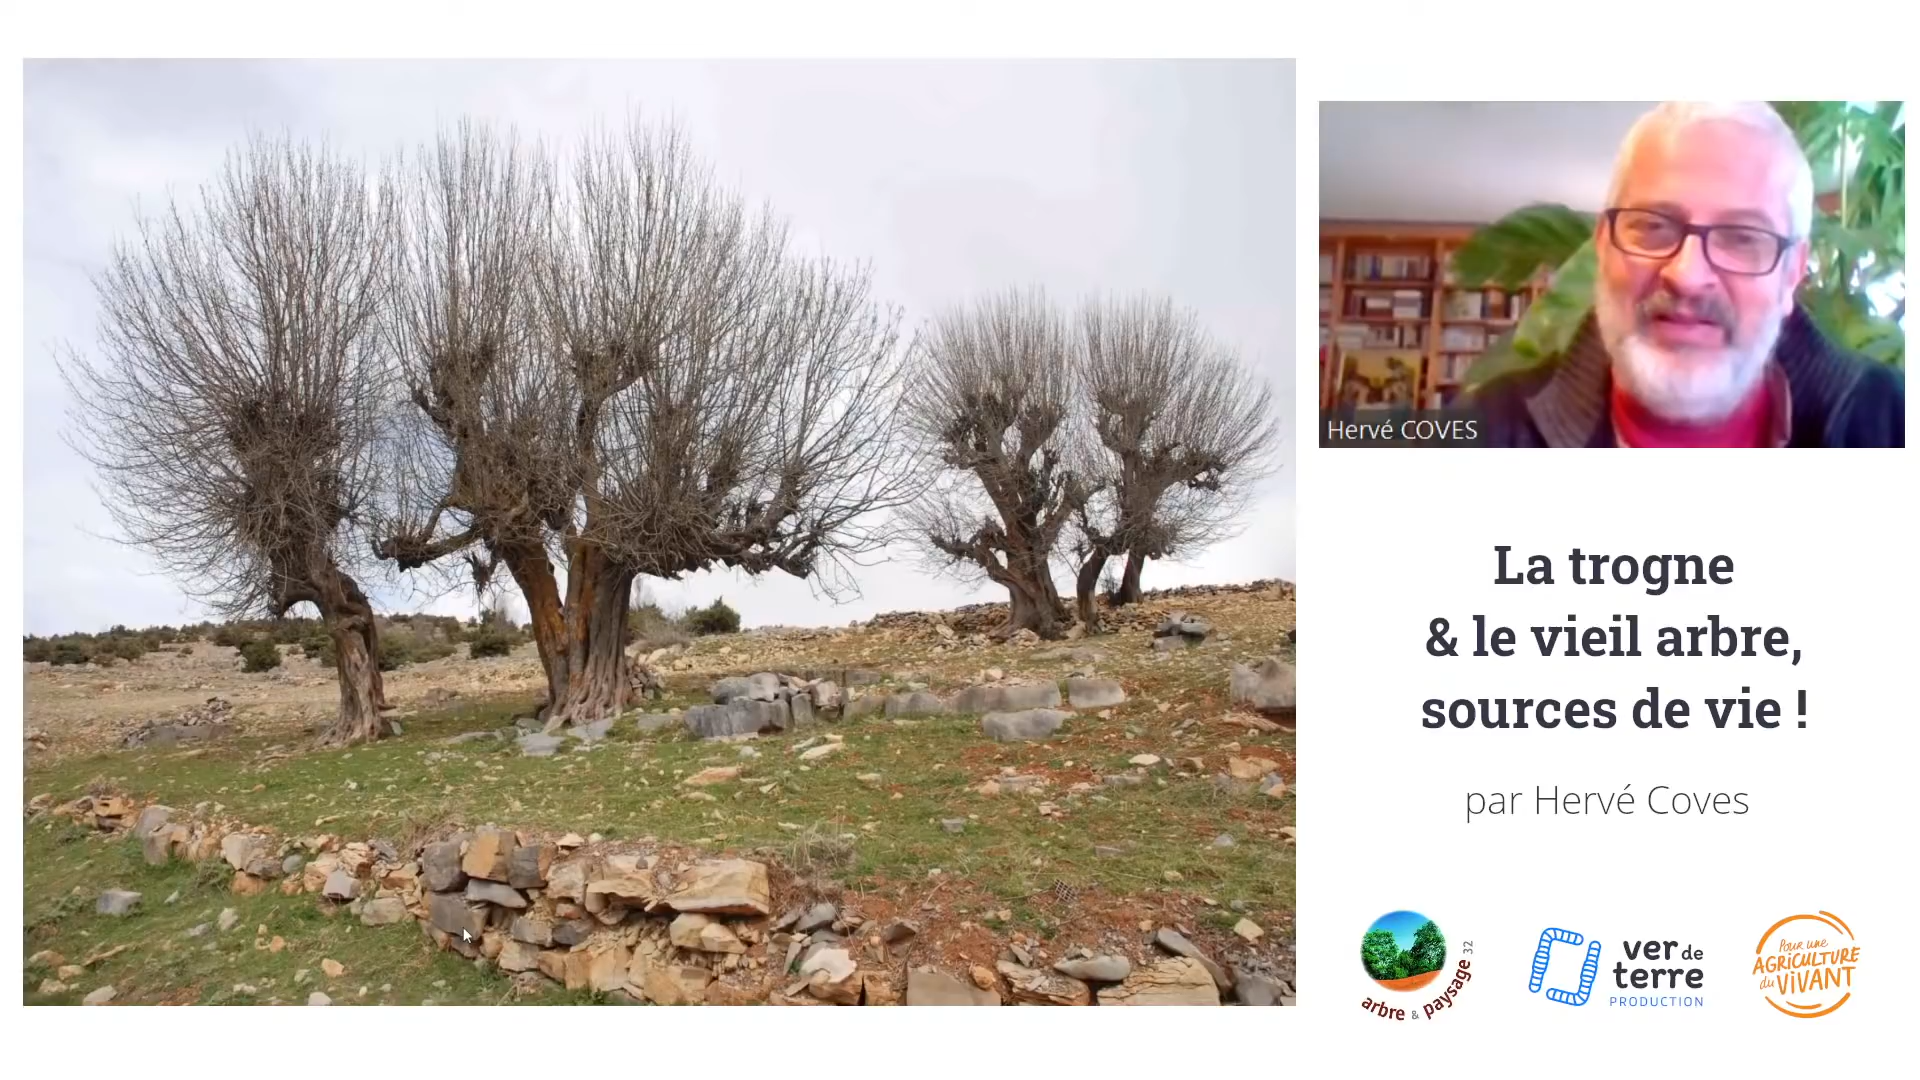 Hervé COVES
La trogne
& le vieil arbre,
sources de vie !
par Hervé Coves
arbre & paysage 32
ver de
terre
PRODUCTION
Pour une
AGRICULTURE
du VIVANT